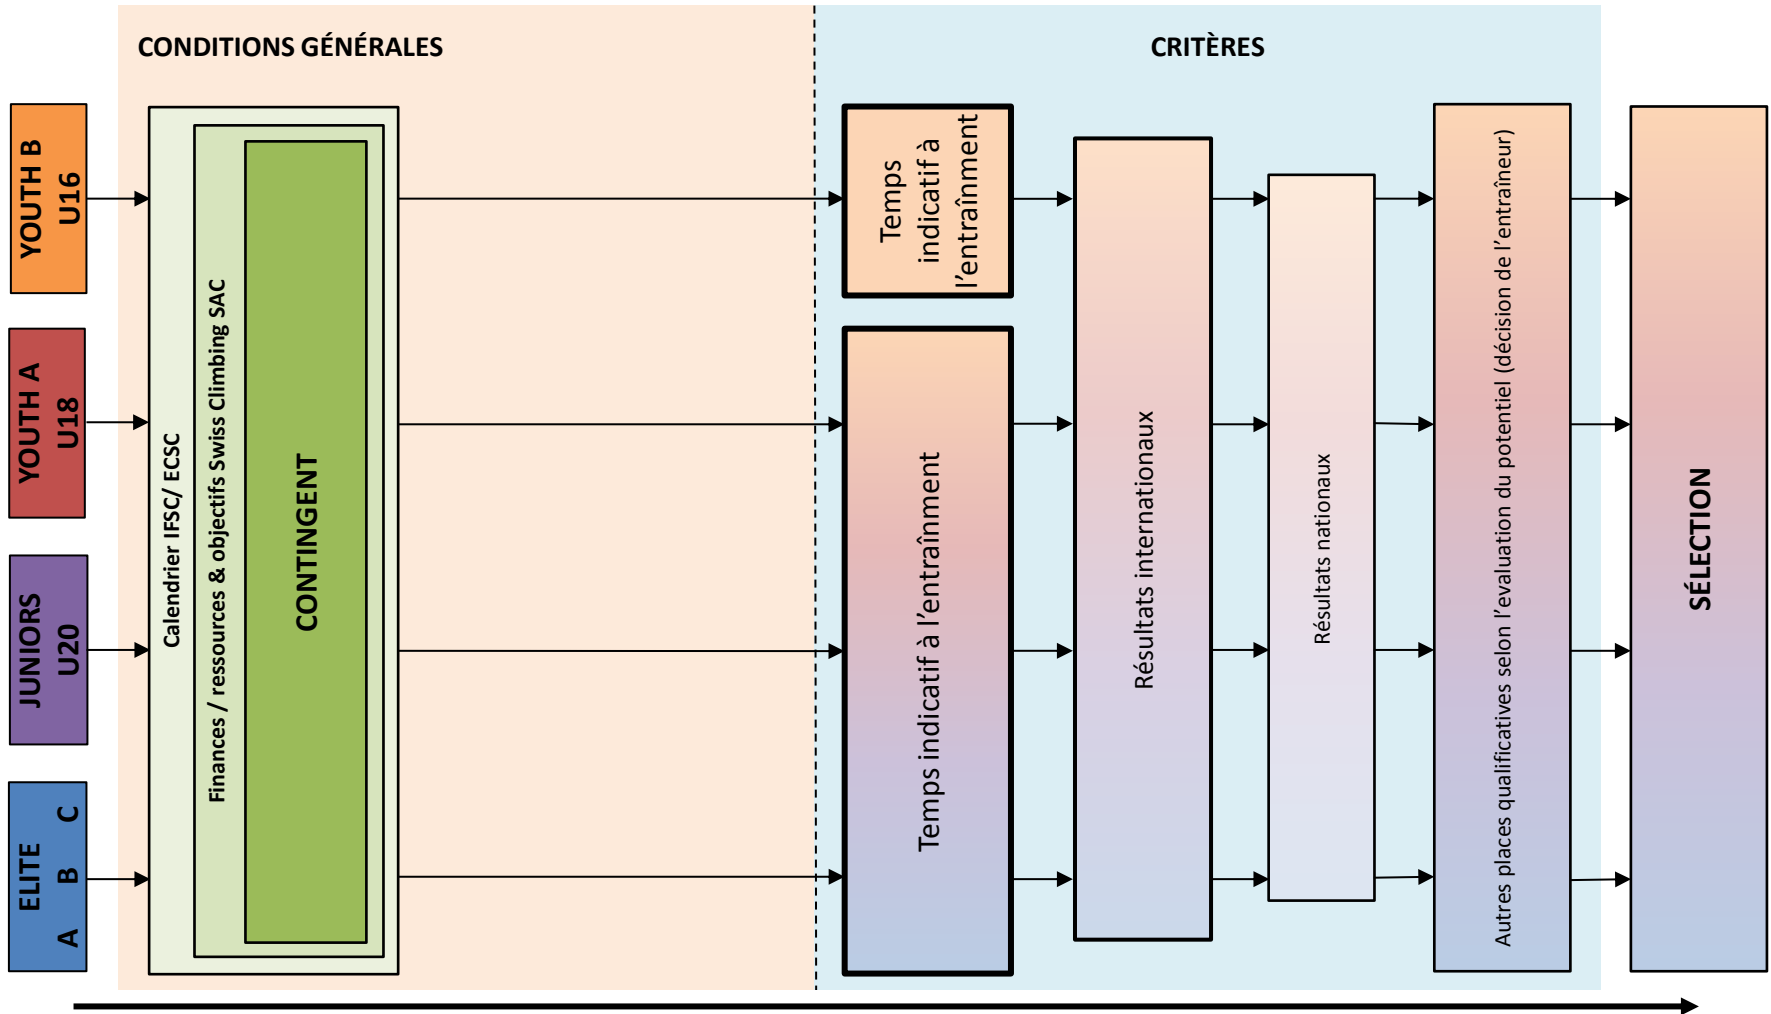 CONDITIONS GÉNÉRALES
CRITÈRES
YOUTH B
U16
YOUTH A
U18
JUNIORS
U20
ELITE
A B C
Calendrier IFSC/ ECSC
Finances / ressources & objectifs Swiss Climbing SAC
CONTINGENT
Temps
indicatif à
l'entraînment
Temps indicatif à l'entraînment
Résultats internationaux
Résultats nationaux
Autres places qualificatives selon l'evaluation du potentiel (décision de l'entraîneur)
SÉLECTION